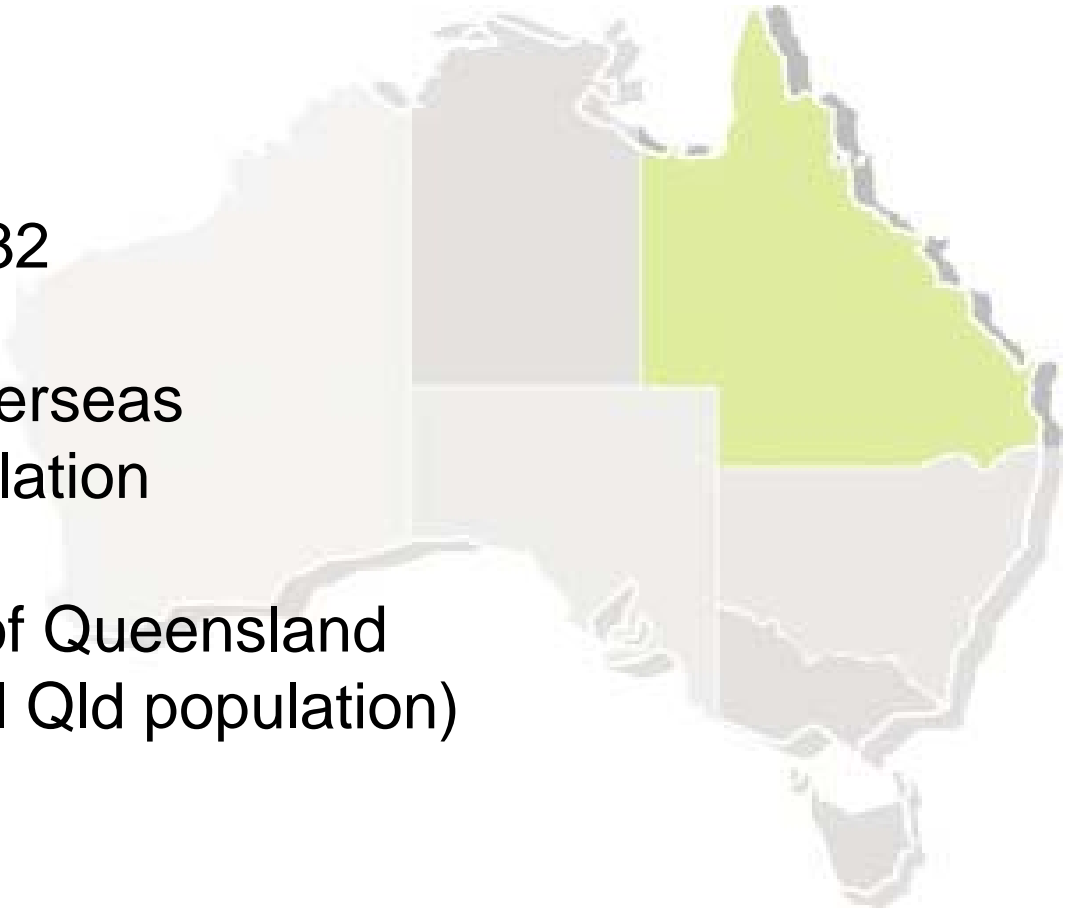 32
erseas
lation
of Queensland
l Qld population)